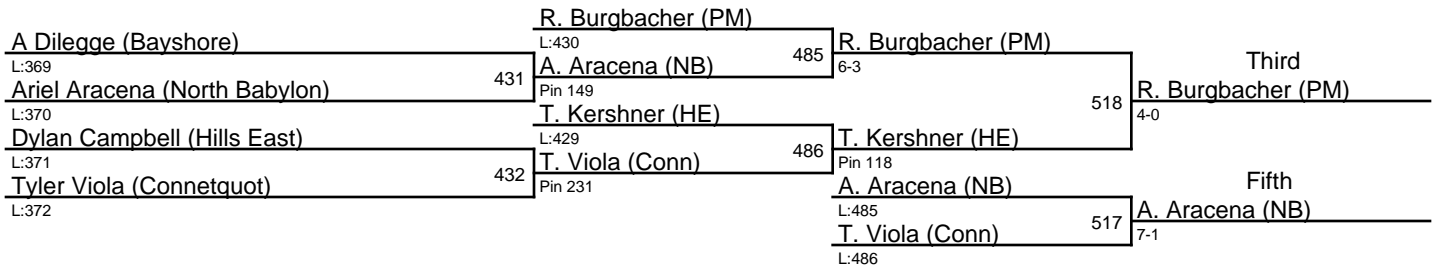 A Dilegge (Bayshore)
L:369
Ariel Aracena (North Babylon)
L:370
Dylan Campbell (Hills East)
L:371
Tyler Viola (Connetquot)
L:372
431
432
R. Burgbacher (PM)
L:430
A. Aracena (NB)
Pin 149
T. Kershner (HE)
L:429
T. Viola (Conn)
Pin 231
485
486
R. Burgbacher (PM)
6-3
T. Kershner (HE)
Pin 118
A. Aracena (NB)
L:485
T. Viola (Conn)
L:486
518
517
Third
R. Burgbacher (PM)
4-0
Fifth
A. Aracena (NB)
7-1